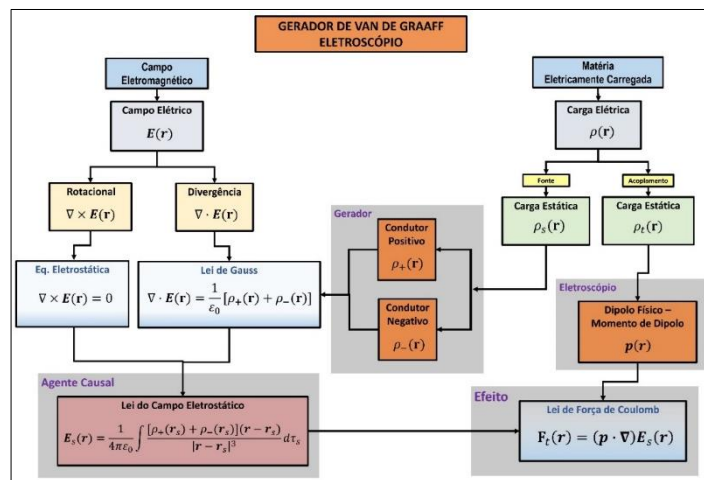 GERADOR DE VAN DE GRAAFF
ELETROSCÓPIO
Campo
Eletromagnético
Campo Elétrico
E(r)
Rotacional
∇ × E(r)
Divergência
∇ · E(r)
Eq. Eletrostática
∇ × E(r) = 0
Lei de Gauss
∇ · E(r) = 1/ε₀ [ρ₊(r) + ρ₋(r)]
Matéria
Eletricamente Carregada
Carga Elétrica
ρ(r)
Fonte
Acoplamento
Carga Estática
ρₛ(r)
Carga Estática
ρₜ(r)
Gerador
Condutor
Positivo
ρ₊(r)
Condutor
Negativo
ρ₋(r)
Eletroscópio
Dipolo Físico –
Momento de Dipolo
p(r)
Agente Causal
Lei do Campo Eletrostático
Eₛ(r) = 1/4πε₀ ∫ [ρ₊(rₛ) + ρ₋(rₛ)](r − rₛ)/|r − rₛ|³ dτₛ
Efeito
Lei de Força de Coulomb
Fₜ(r) = (p · ∇)Eₛ(r)